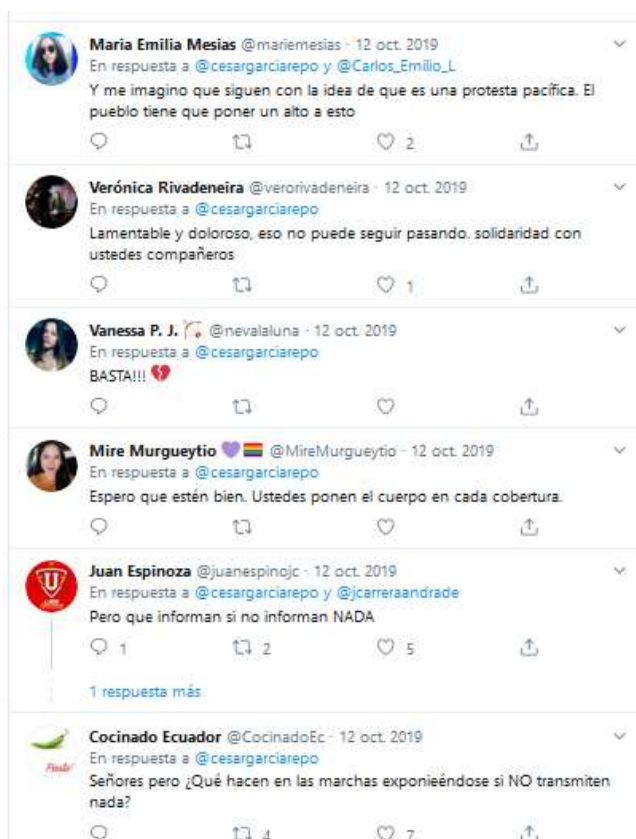 Maria Emilia Mesias @mariemesias · 12 oct. 2019
En respuesta a @cesargarciarepo y @Carlos_Emilio_L
Y me imagino que siguen con la idea de que es una protesta pacífica. El
pueblo tiene que poner un alto a esto
2
Verónica Rivadeneira @verorivadeneira · 12 oct. 2019
En respuesta a @cesargarciarepo
Lamentable y doloroso, eso no puede seguir pasando. solidaridad con
ustedes compañeros
1
Vanessa P. J. @nevalaluna · 12 oct. 2019
En respuesta a @cesargarciarepo
BASTA!!! 💔
Mire Murgueytio 💜 🏳️‍🌈 @MireMurgueytio · 12 oct. 2019
En respuesta a @cesargarciarepo
Espero que estén bien. Ustedes ponen el cuerpo en cada cobertura.
U
Juan Espinoza @juanespinojc · 12 oct. 2019
En respuesta a @cesargarciarepo y @jcarreraandrade
Pero que informan si no informan NADA
1 2 5
1 respuesta más
Cocinado Ecuador @CocinadoEc · 12 oct. 2019
En respuesta a @cesargarciarepo
Señores pero ¿Qué hacen en las marchas exponieéndose si NO transmiten
nada?
4 7